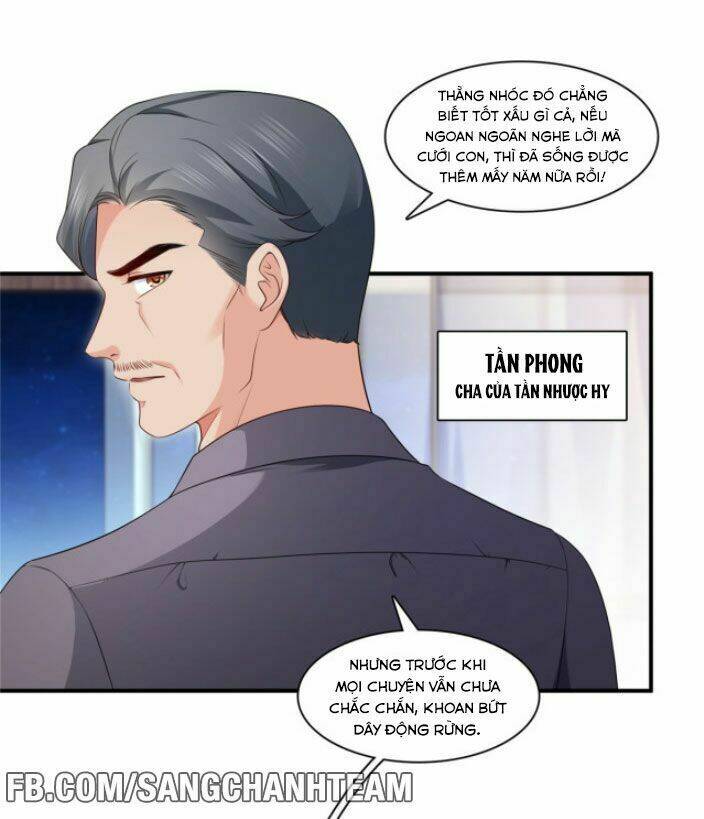 THẰNG NHÓC ĐÓ CHẲNG
BIẾT TỐT XẤU GÌ CẢ, NẾU
NGOAN NGOÃN NGHE LỜI MÀ
CƯỚI CON, THÌ ĐÃ SỐNG ĐƯỢC
THÊM MẤY NĂM NỮA RỒI!
TẦN PHONG
CHA CỦA TẦN NHƯỢC HY
NHƯNG TRƯỚC KHI
MỌI CHUYỆN VẪN CHƯA
CHẮC CHẮN, KHOAN BỨT
DÂY ĐỘNG RỪNG.
FB.COM/SANGCHANHTEAM